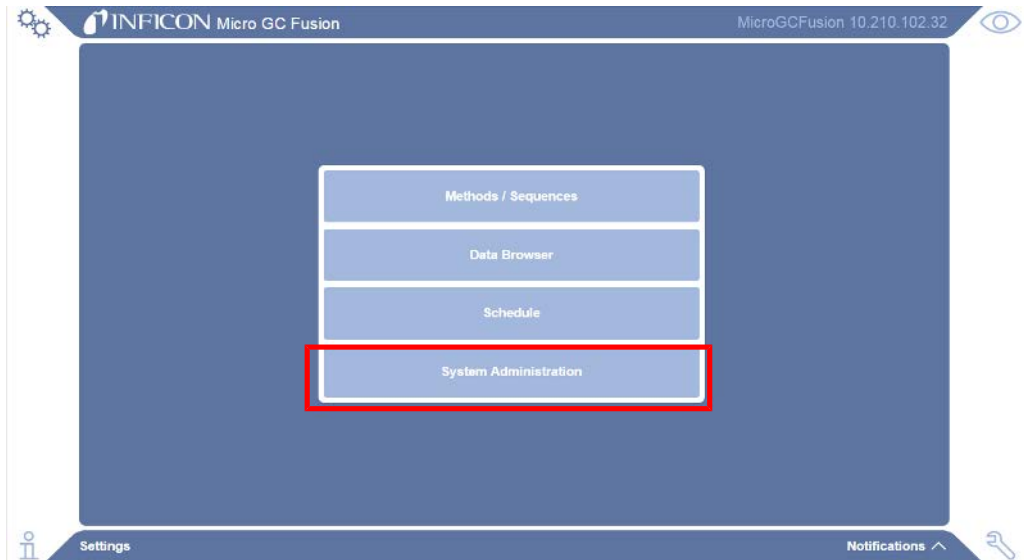 INFICON Micro GC Fusion
MicroGCFusion 10.210.102.32
Methods / Sequences
Data Browser
Schedule
System Administration
Settings
Notifications